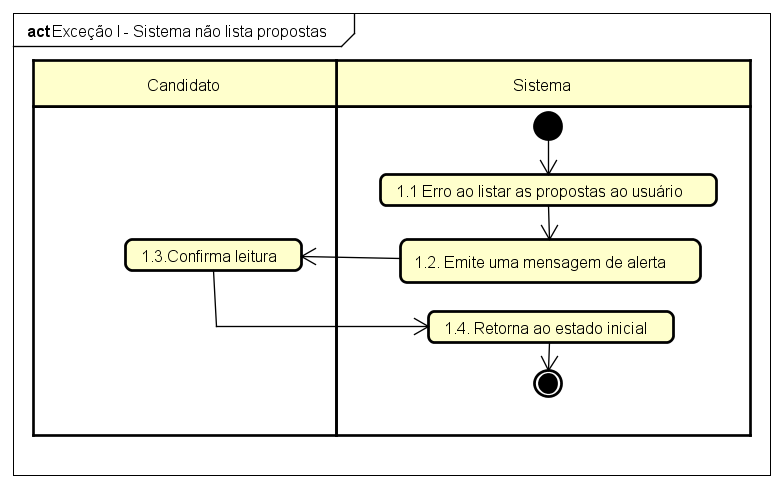 act Exceção I - Sistema não lista propostas
Candidato
Sistema
1.1 Erro ao listar as propostas ao usuário
1.2. Emite uma mensagem de alerta
1.3.Confirma leitura
1.4. Retorna ao estado inicial